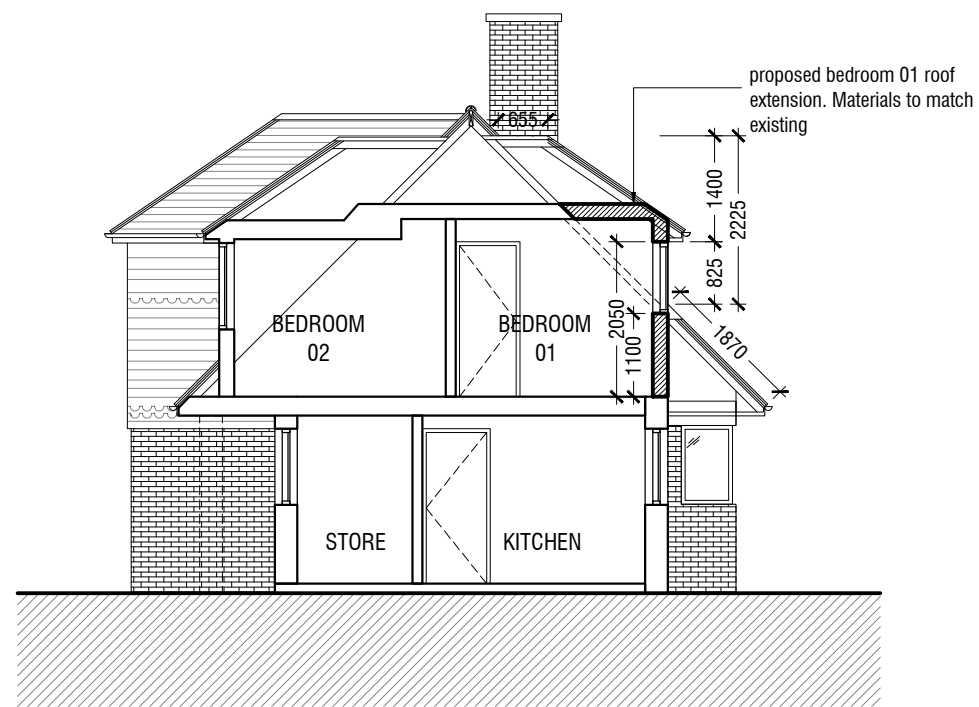 proposed bedroom 01 roof
extension. Materials to match
existing
655
1400
2225
825
1870
2050
1100
BEDROOM
02
BEDROOM
01
STORE
KITCHEN